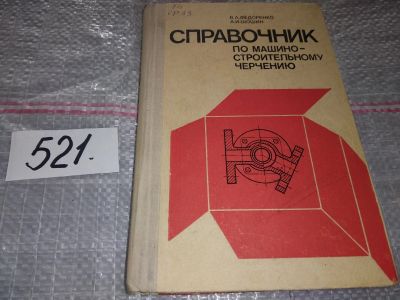 В.А.ФЕДОРЕНКО
А.И.ШОШИН
СПРАВОЧНИК
ПО МАШИНО-
СТРОИТЕЛЬНОМУ
ЧЕРЧЕНИЮ
521.